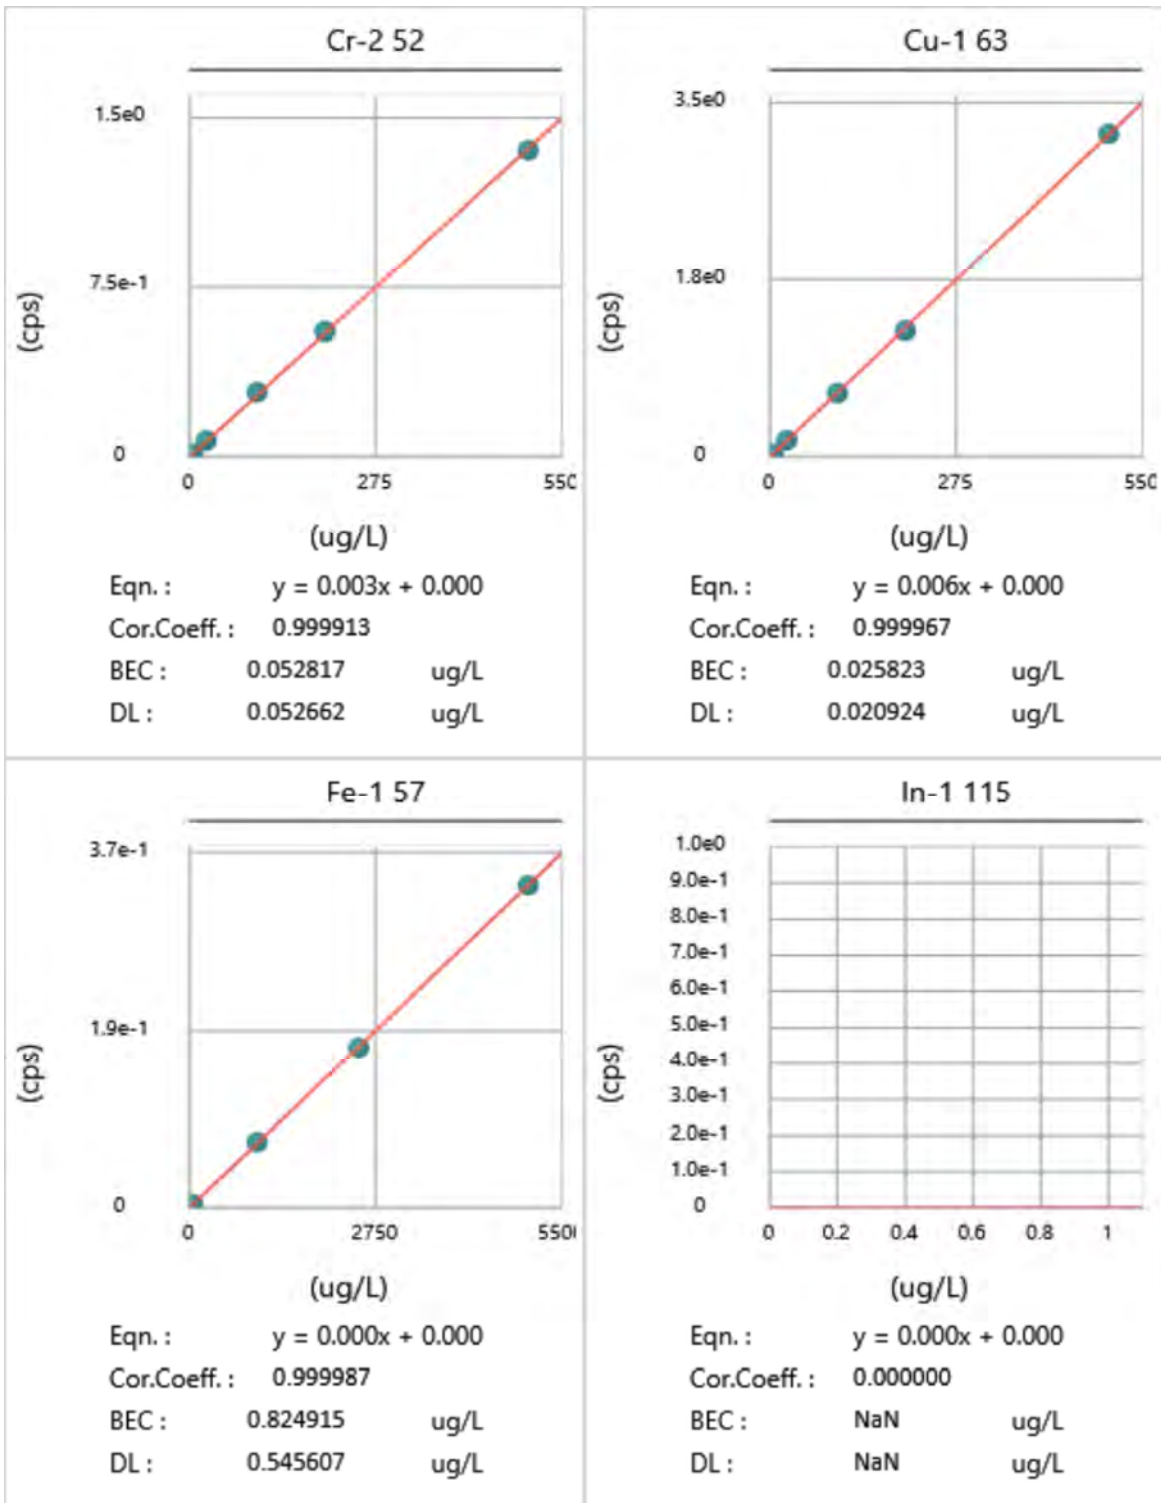 Cr-2 52
1.5e0
7.5e-1
0
(cps)
0 275 550
(ug/L)
Eqn. : y = 0.003x + 0.000
Cor.Coeff. : 0.999913
BEC : 0.052817 ug/L
DL : 0.052662 ug/L
Cu-1 63
3.5e0
1.8e0
0
(cps)
0 275 550
(ug/L)
Eqn. : y = 0.006x + 0.000
Cor.Coeff. : 0.999967
BEC : 0.025823 ug/L
DL : 0.020924 ug/L
Fe-1 57
3.7e-1
1.9e-1
0
(cps)
0 2750 550
(ug/L)
Eqn. : y = 0.000x + 0.000
Cor.Coeff. : 0.999987
BEC : 0.824915 ug/L
DL : 0.545607 ug/L
In-1 115
1.0e0
9.0e-1
8.0e-1
7.0e-1
6.0e-1
5.0e-1
4.0e-1
3.0e-1
2.0e-1
1.0e-1
0
(cps)
0 0.2 0.4 0.6 0.8 1
(ug/L)
Eqn. : y = 0.000x + 0.000
Cor.Coeff. : 0.000000
BEC : NaN ug/L
DL : NaN ug/L